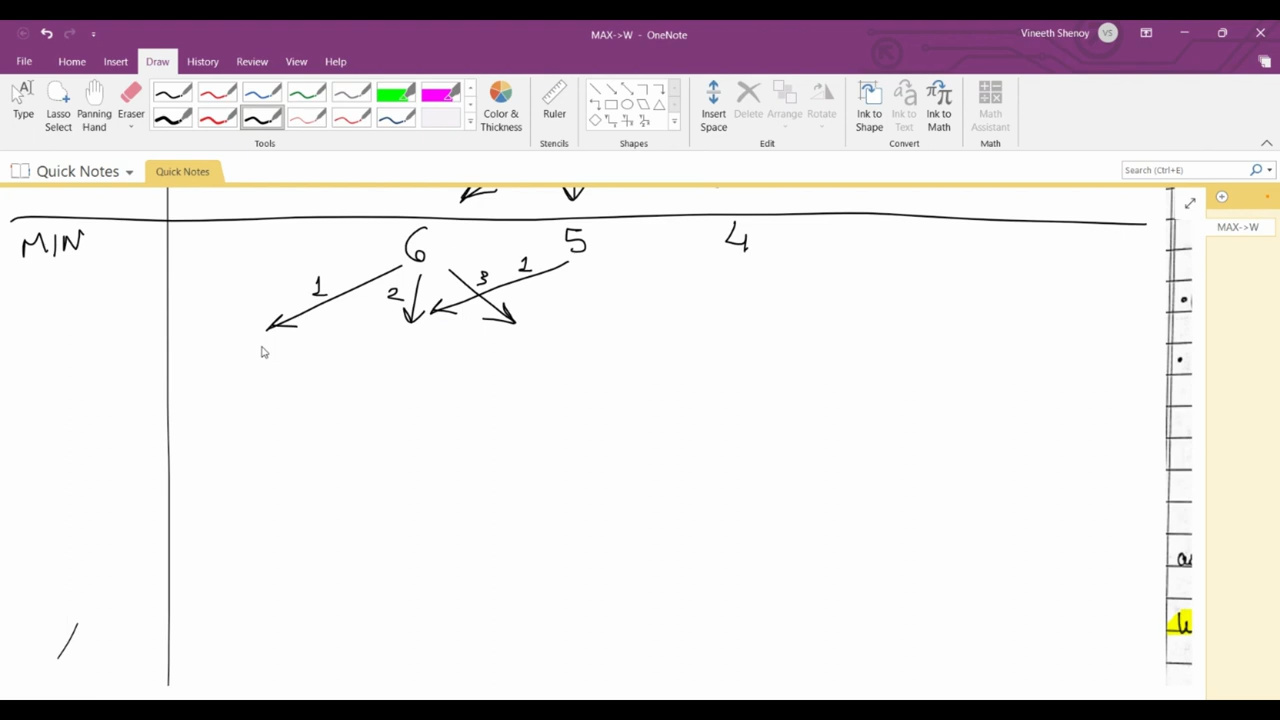 MAX->W - OneNote
Vineeth Shenoy
VS
File Home Insert Draw History Review View Help
Type
Lasso Select
Panning Hand
Eraser
Color & Thickness
Ruler
Insert Space
Delete
Arrange
Rotate
Ink to Shape
Ink to Text
Ink to Math
Math Assistant
Tools
Stencils
Shapes
Edit
Convert
Math
Quick Notes
Quick Notes
Search (Ctrl+E)
MAX->W
MIN 6 5 4
1 2 3 1